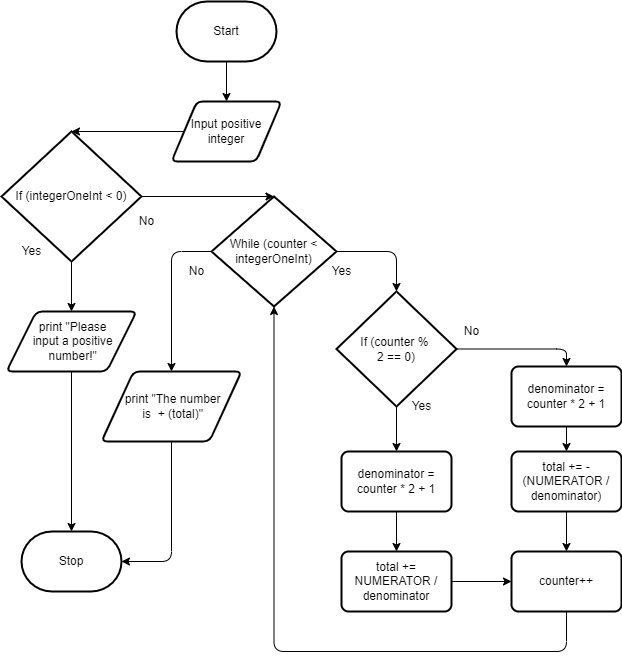 Start
Input positive
integer
If (integerOneInt < 0)
No
Yes
While (counter <
integerOneInt)
No
Yes
print "Please
input a positive
number!"
If (counter %
2 == 0)
No
Yes
print "The number
is + (total)"
denominator =
counter * 2 + 1
denominator =
counter * 2 + 1
total += -
(NUMERATOR /
denominator)
Stop
total +=
NUMERATOR /
denominator
counter++